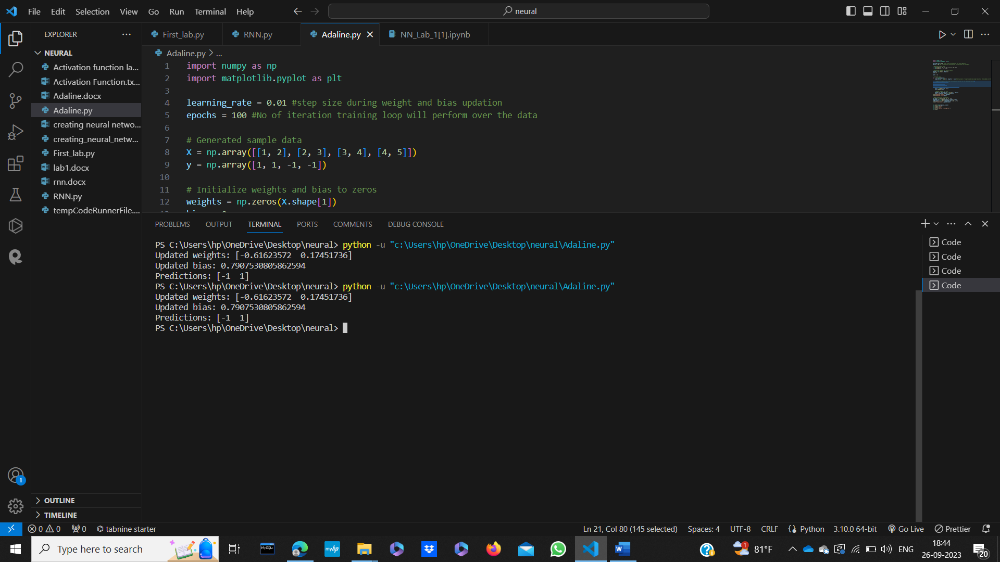 File Edit Selection View Go Run Terminal Help
neural
EXPLORER
NEURAL
Activation function la...
Activation Function.tx...
Adaline.docx
Adaline.py
creating neural netwo...
creating_neural_netw...
First_lab.py
lab1.docx
rnn.docx
RNN.py
tempCodeRunnerFile....
OUTLINE
TIMELINE
First_lab.py RNN.py Adaline.py NN_Lab_1[1].ipynb
Adaline.py > ...
1 import numpy as np
2 import matplotlib.pyplot as plt
3
4 learning_rate = 0.01 #step size during weight and bias updation
5 epochs = 100 #No of iteration training loop will perform over the data
6
7 # Generated sample data
8 X = np.array([[1, 2], [2, 3], [3, 4], [4, 5]])
9 y = np.array([1, 1, -1, -1])
10
11 # Initialize weights and bias to zeros
12 weights = np.zeros(X.shape[1])
PROBLEMS OUTPUT TERMINAL PORTS COMMENTS DEBUG CONSOLE
PS C:\Users\hp\OneDrive\Desktop\neural> python -u "c:\Users\hp\OneDrive\Desktop\neural\Adaline.py"
Updated weights: [-0.61623572  0.17451736]
Updated bias: 0.7907530805862594
Predictions: [-1  1]
PS C:\Users\hp\OneDrive\Desktop\neural> python -u "c:\Users\hp\OneDrive\Desktop\neural\Adaline.py"
Updated weights: [-0.61623572  0.17451736]
Updated bias: 0.7907530805862594
Predictions: [-1  1]
PS C:\Users\hp\OneDrive\Desktop\neural>
Code
Code
Code
Code
1
0 0 0 tabnine starter
Ln 21, Col 80 (145 selected) Spaces: 4 UTF-8 CRLF Python 3.10.0 64-bit Go Live Prettier
Type here to search
MySQL
myhp
1
81°F
ENG
18:44
26-09-2023
20